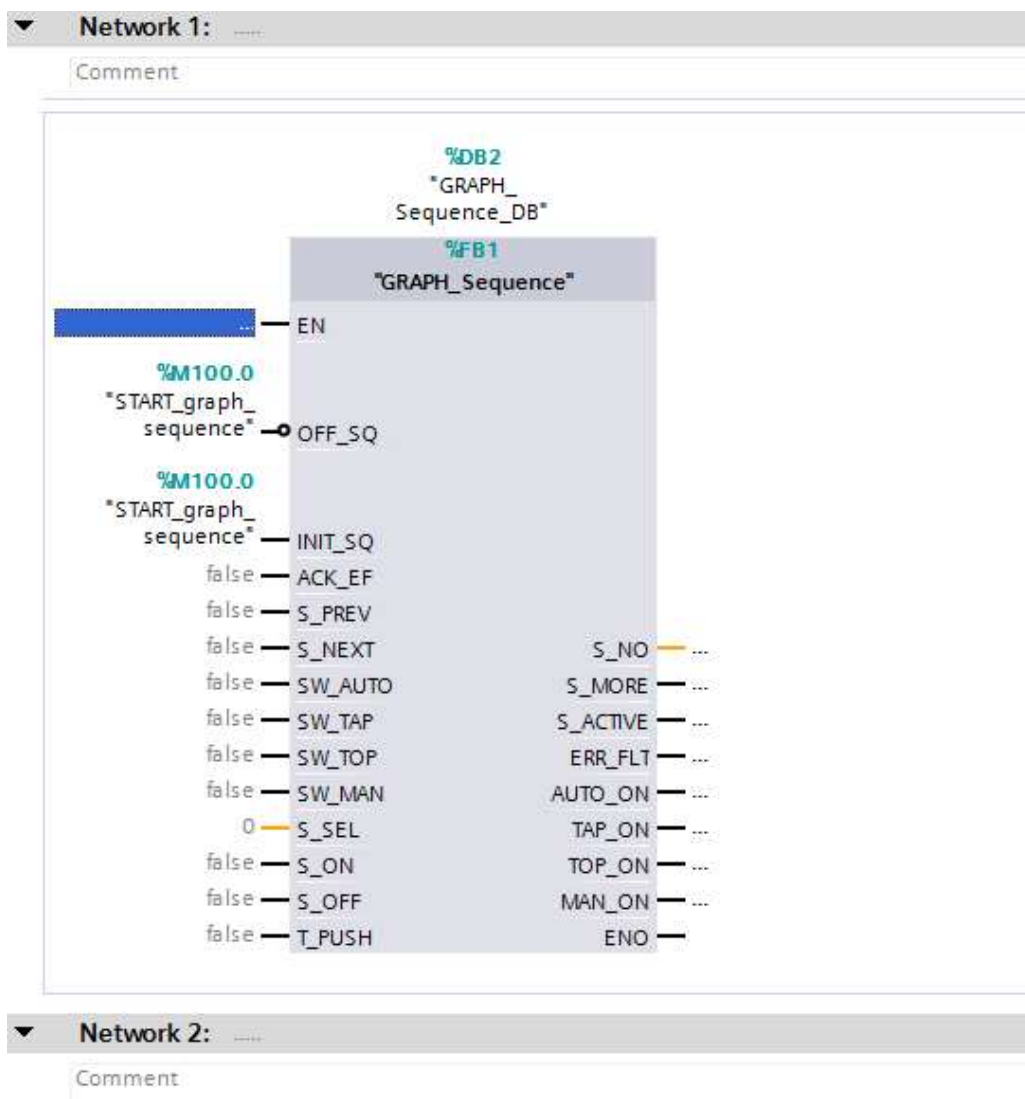 Network 1: .....
Comment
%DB2
"GRAPH_
Sequence_DB"
%FB1
"GRAPH_Sequence"
... EN
%M100.0
"START_graph_
sequence" OFF_SQ
%M100.0
"START_graph_
sequence" INIT_SQ
false ACK_EF
false S_PREV
false S_NEXT S_NO ...
false SW_AUTO S_MORE ...
false SW_TAP S_ACTIVE ...
false SW_TOP ERR_FLT ...
false SW_MAN AUTO_ON ...
0 S_SEL TAP_ON ...
false S_ON TOP_ON ...
false S_OFF MAN_ON ...
false T_PUSH ENO
Network 2: .....
Comment